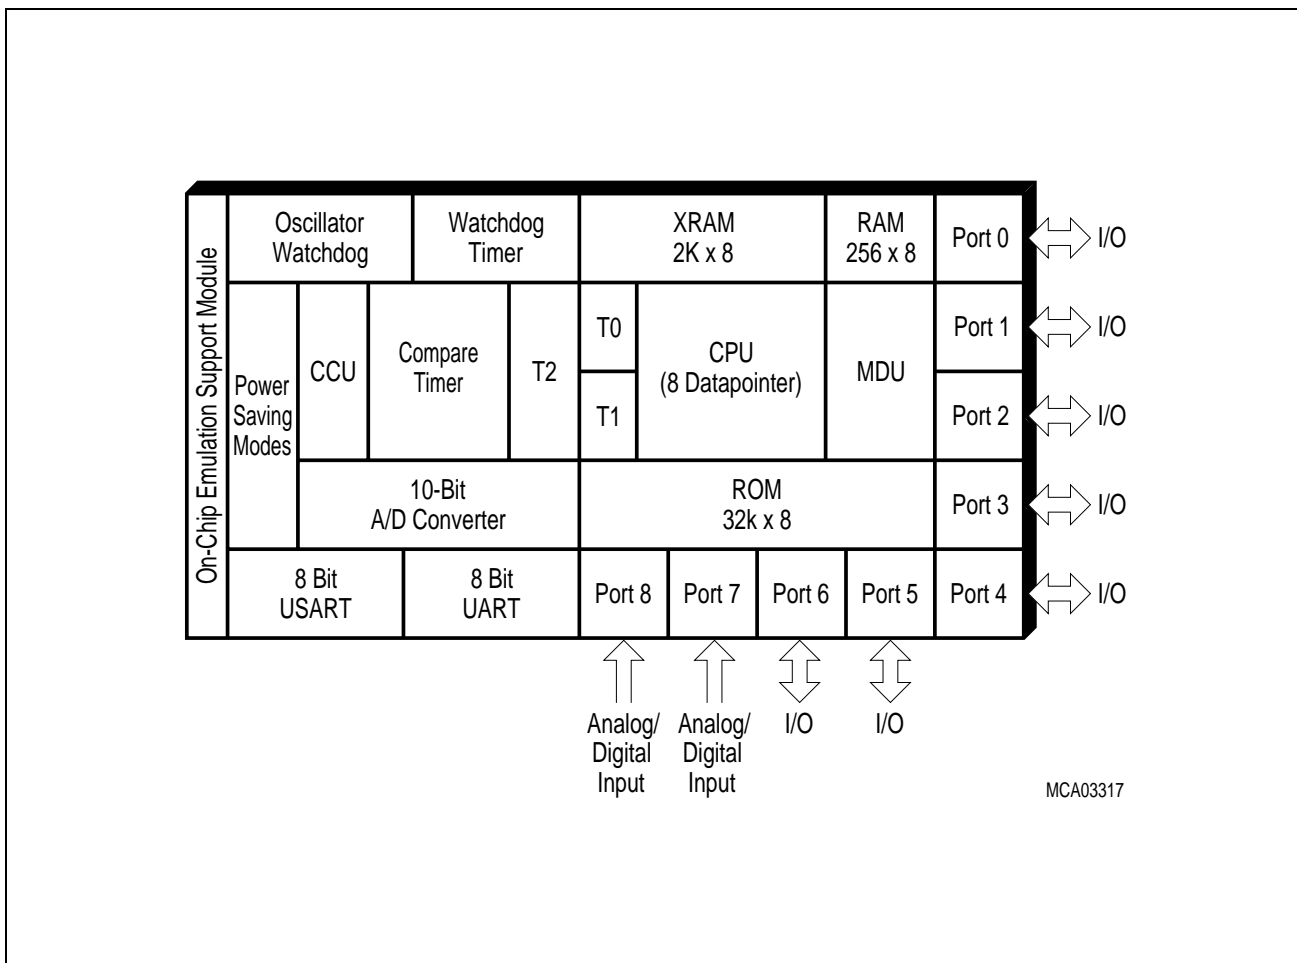 On-Chip Emulation Support Module
Oscillator
Watchdog
Watchdog
Timer
XRAM
2K x 8
RAM
256 x 8
Port 0
I/O
Power
Saving
Modes
CCU
Compare
Timer
T2
T0
T1
CPU
(8 Datapointer)
MDU
Port 1
I/O
Port 2
I/O
10-Bit
A/D Converter
ROM
32k x 8
Port 3
I/O
8 Bit
USART
8 Bit
UART
Port 8
Port 7
Port 6
Port 5
Port 4
I/O
Analog/
Digital
Input
Analog/
Digital
Input
I/O
I/O
MCA03317